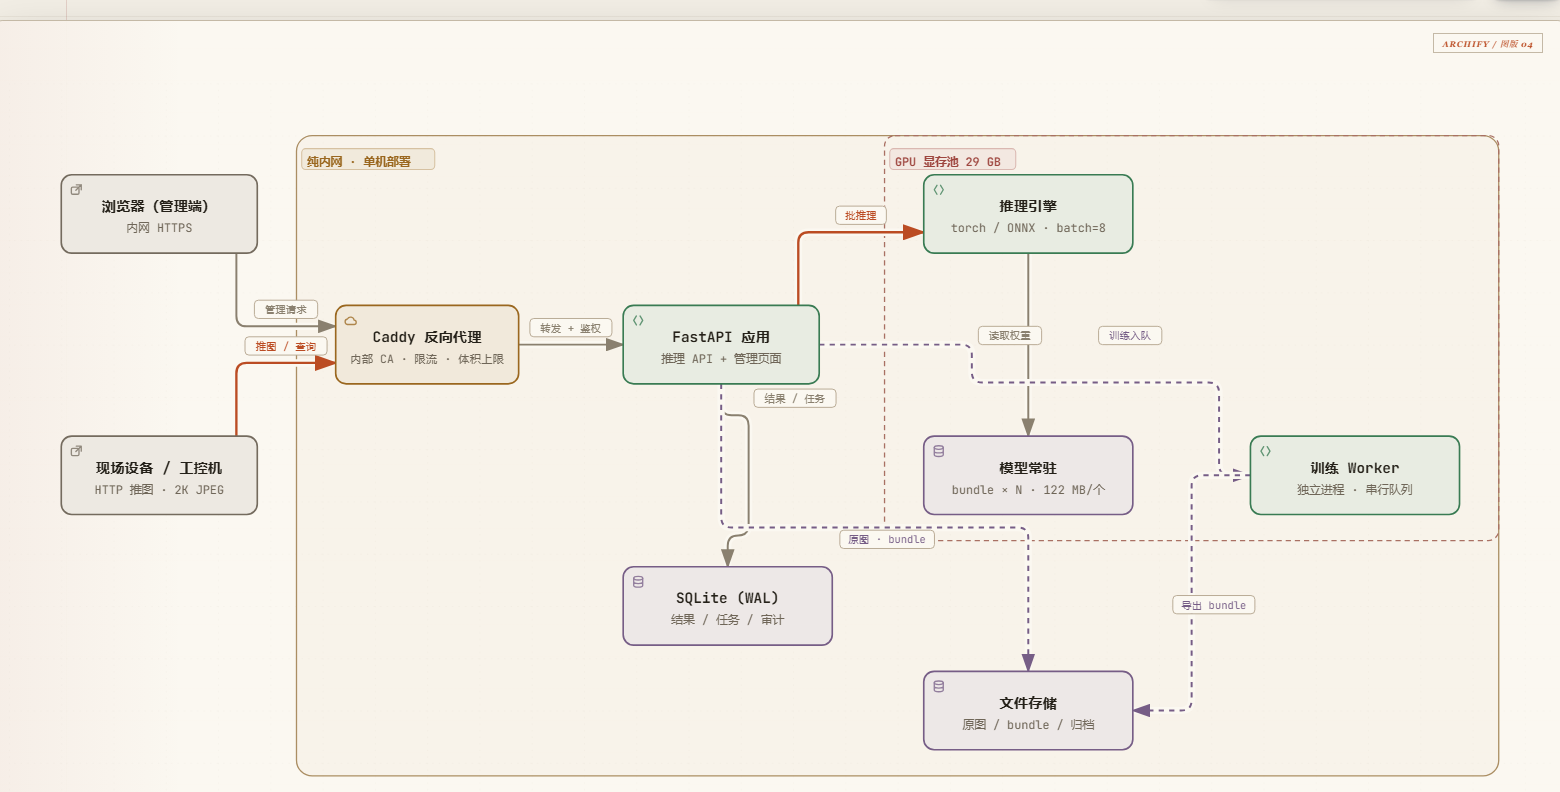 ARCHIFY / 图版 04
纯内网 · 单机部署
GPU 显存池 29 GB
浏览器 (管理端)
内网 HTTPS
推理引擎
torch / ONNX · batch=8
批推理
管理请求
推图 / 查询
Caddy 反向代理
内部 CA · 限流 · 体积上限
转发 + 鉴权
FastAPI 应用
推理 API + 管理页面
读取权重
训练入队
结果 / 任务
现场设备 / 工控机
HTTP 推图 · 2K JPEG
模型常驻
bundle × N · 122 MB/个
训练 Worker
独立进程 · 串行队列
原图 · bundle
SQLite (WAL)
结果 / 任务 / 审计
导出 bundle
文件存储
原图 / bundle / 归档